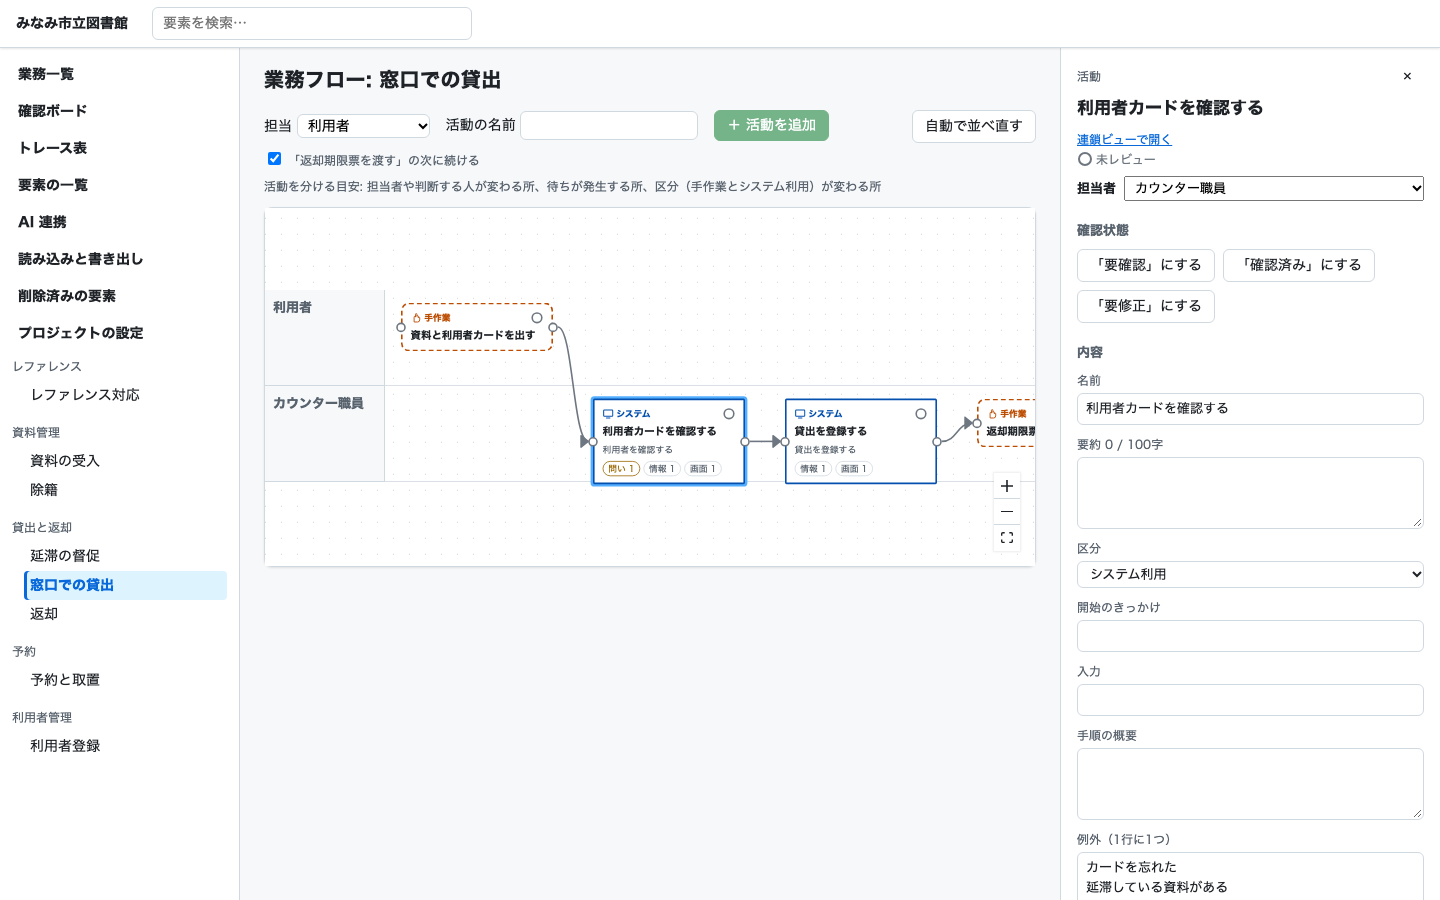 みなみ市立図書館
要素を検索…
業務一覧
確認ボード
トレース表
要素の一覧
AI 連携
読み込みと書き出し
削除済みの要素
プロジェクトの設定
レファレンス
レファレンス対応
資料管理
資料の受入
除籍
貸出と返却
延滞の督促
窓口での貸出
返却
予約
予約と取置
利用者管理
利用者登録
業務フロー: 窓口での貸出
担当 利用者 活動の名前 ＋ 活動を追加 自動で並べ直す
「返却期限票を渡す」の次に続ける
活動を分ける目安: 担当者や判断する人が変わる所、待ちが発生する所、区分（手作業とシステム利用）が変わる所
利用者
手作業
資料と利用者カードを出す
カウンター職員
システム
利用者カードを確認する
利用者を確認する
問い 1 情報 1 画面 1
システム
貸出を登録する
貸出を登録する
情報 1 画面 1
手作業
返却期限票
活動 ×
利用者カードを確認する
連鎖ビューで開く
未レビュー
担当者 カウンター職員
確認状態
「要確認」にする 「確認済み」にする
「要修正」にする
内容
名前
利用者カードを確認する
要約 0 / 100字
区分
システム利用
開始のきっかけ
入力
手順の概要
例外（1行に1つ）
カードを忘れた
延滞している資料がある